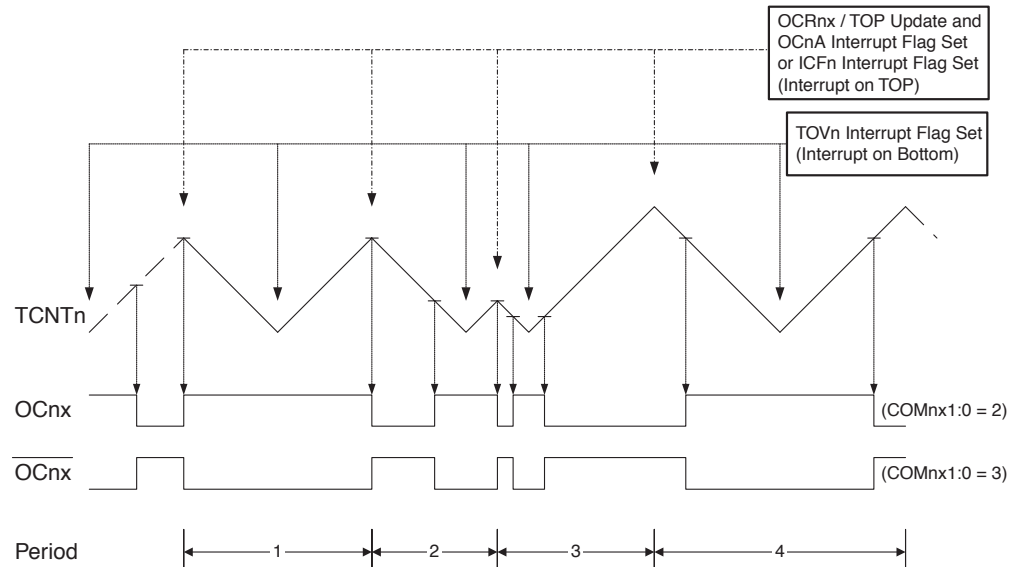 OCRnx / TOP Update and
OCnA Interrupt Flag Set
or ICFn Interrupt Flag Set
(Interrupt on TOP)
TOVn Interrupt Flag Set
(Interrupt on Bottom)
TCNTn
OCnx
(COMnx1:0 = 2)
OCnx
(COMnx1:0 = 3)
Period
1
2
3
4